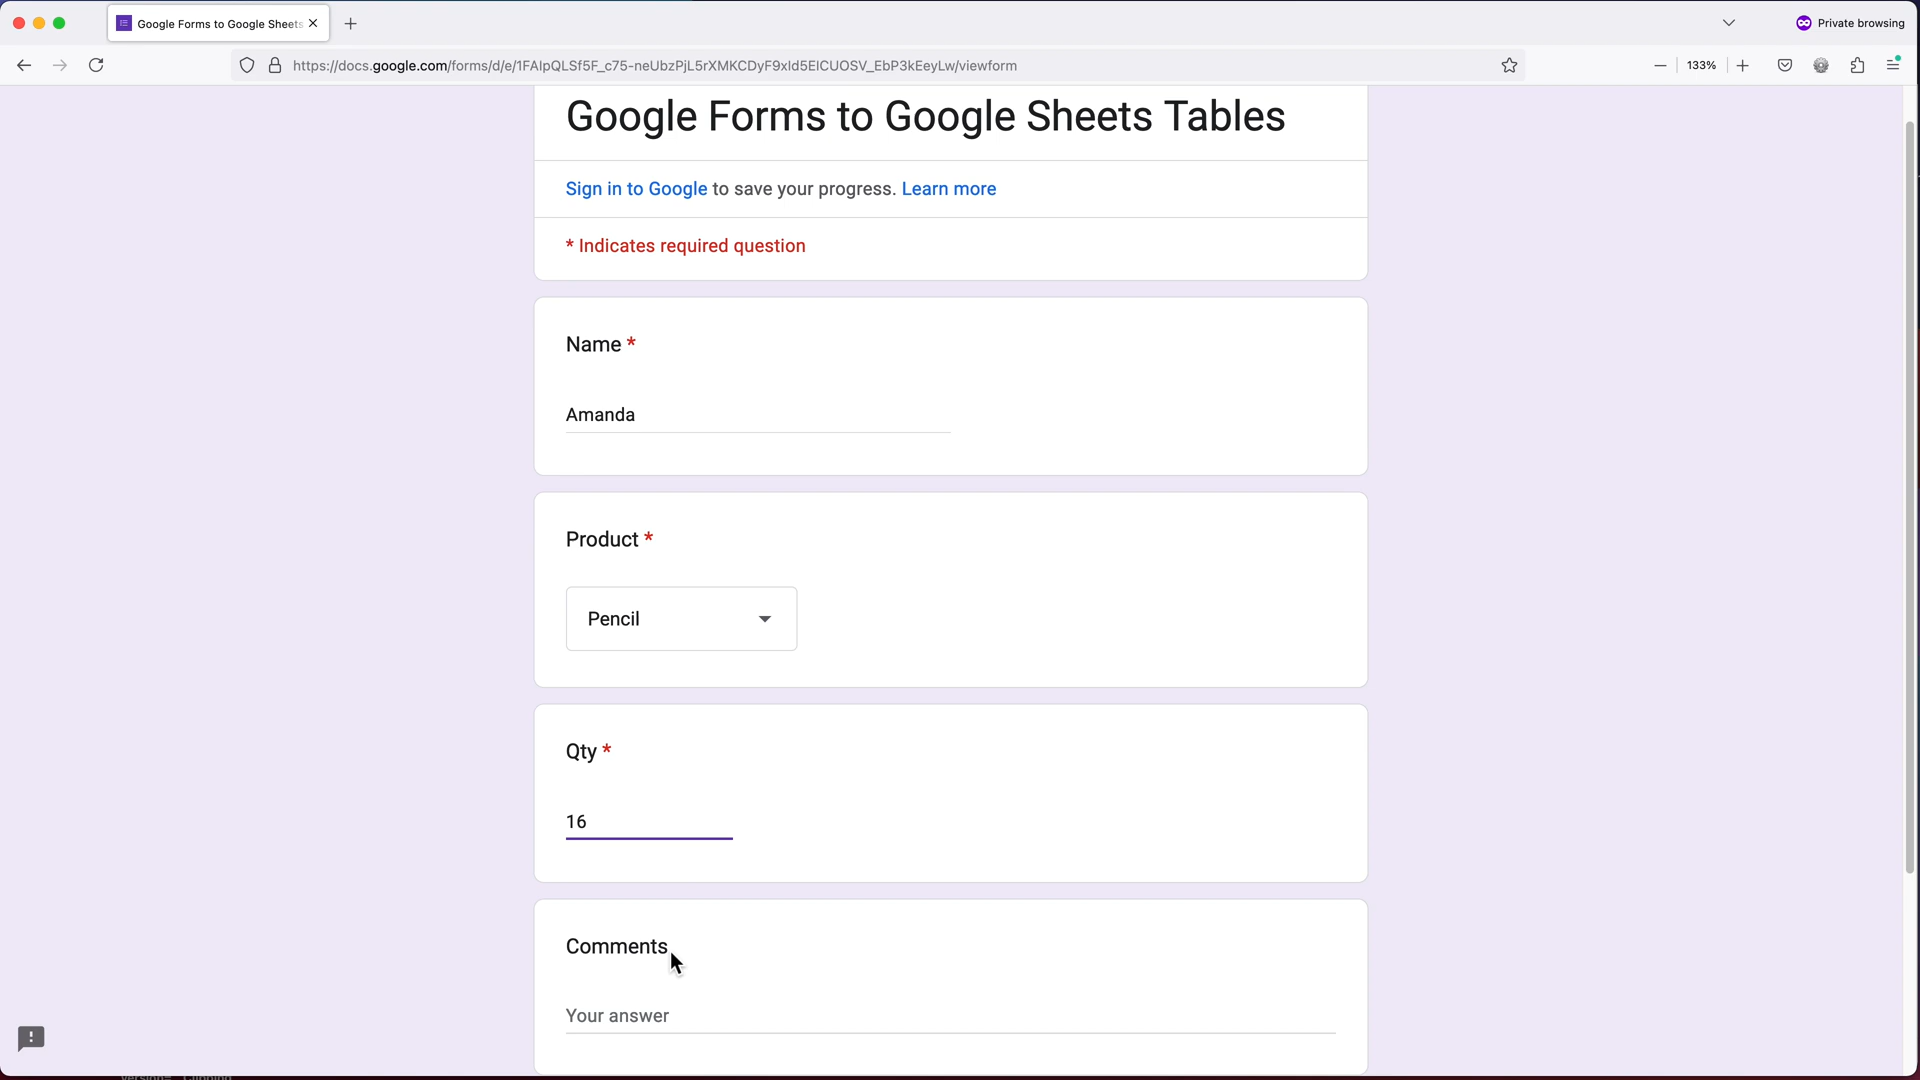 Google Forms to Google Sheets
Private browsing
https://docs.google.com/forms/d/e/1FAIpQLSf5F_c75-neUbzPjL5rXMKCDyF9xId5EICUOSV_EbP3kEeyLw/viewform
133%
Google Forms to Google Sheets Tables
Sign in to Google to save your progress. Learn more
* Indicates required question
Name *
Amanda
Product *
Pencil
Qty *
16
Comments
Your answer